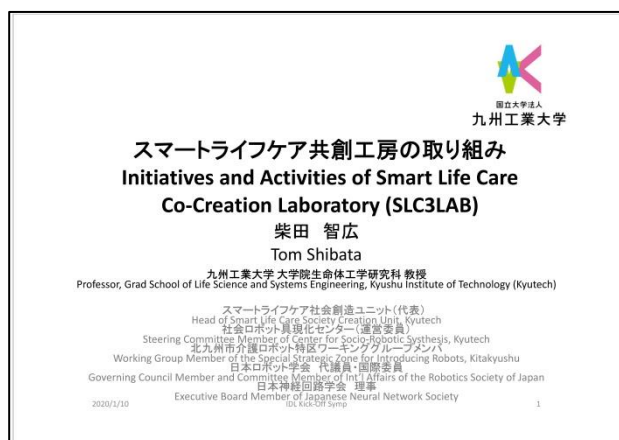 国立大学法人
九州工業大学
スマートライフケア共創工房の取り組み
Initiatives and Activities of Smart Life Care
Co-Creation Laboratory (SLC3LAB)
柴田　智広
Tom Shibata
九州工業大学 大学院生命体工学研究科 教授
Professor, Grad School of Life Science and Systems Engineering, Kyushu Institute of Technology (Kyutech)
スマートライフケア社会創造ユニット(代表)
Head of Smart Life Care Society Creation Unit, Kyutech
社会ロボット具現化センター(運営委員)
Steering Committee Member of Center for Socio-Robotic Systhesis, Kyutech
北九州市介護ロボット特区ワーキンググループメンバ
Working Group Member of the Special Strategic Zone for Introducing Robots, Kitakyushu
日本ロボット学会　代議員・国際委員
Governing Council Member and Committee Member of Int'l Affairs of the Robotics Society of Japan
日本神経回路学会　理事
Executive Board Member of Japanese Neural Network Society
2020/1/10
IDL Kick-Off Symp
1